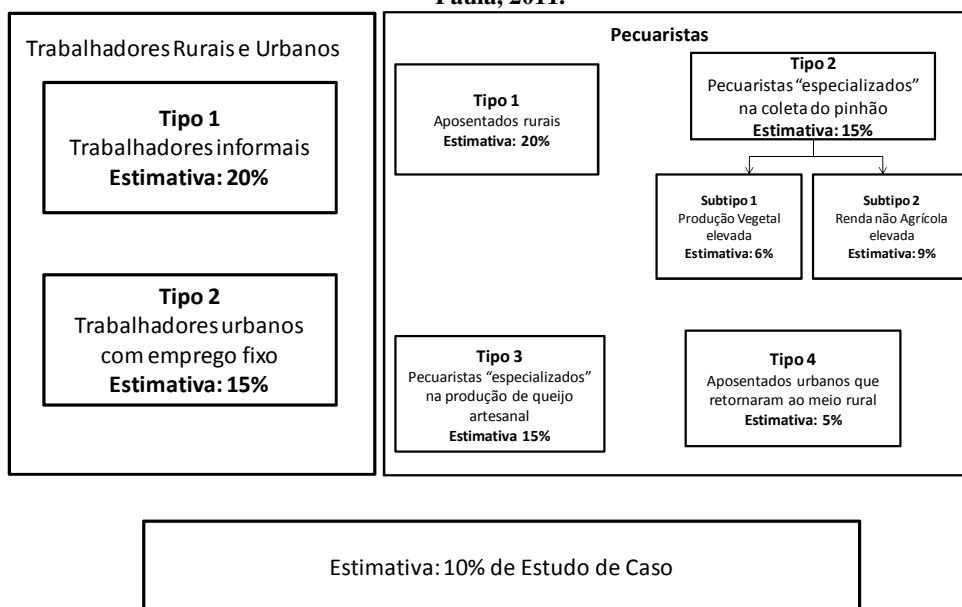 Paula, 2011.
Trabalhadores Rurais e Urbanos
Tipo 1
Trabalhadores informais
Estimativa: 20%
Tipo 2
Trabalhadores urbanos
com emprego fixo
Estimativa: 15%
Pecuaristas
Tipo 1
Aposentados rurais
Estimativa: 20%
Tipo 2
Pecuaristas “especializados”
na coleta do pinhão
Estimativa: 15%
Subtipo 1
Produção Vegetal
elevada
Estimativa: 6%
Subtipo 2
Renda não Agrícola
elevada
Estimativa: 9%
Tipo 3
Pecuaristas “especializados”
na produção de queijo
artesanal
Estimativa 15%
Tipo 4
Aposentados urbanos que
retornaram ao meio rural
Estimativa: 5%
Estimativa: 10% de Estudo de Caso